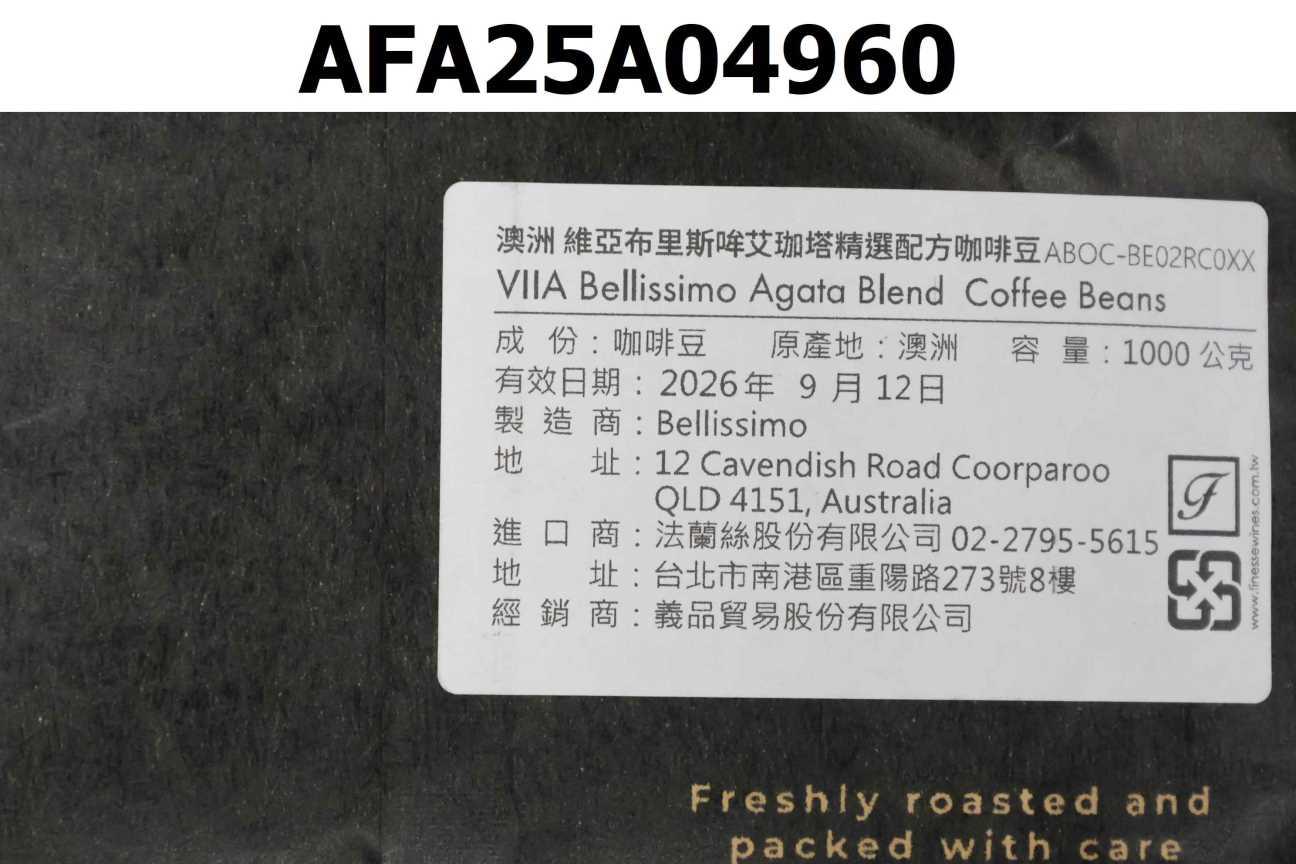 AFA25A04960
澳洲 維亞布里斯哞艾珈塔精選配方咖啡豆 ABOC-BE02RC0XX
VIIA Bellissimo Agata Blend Coffee Beans
成 份：咖啡豆 原產地：澳洲 容 量：1000 公克
有效日期：2026年 9 月 12日
製 造 商：Bellissimo
地 址：12 Cavendish Road Coorparoo
QLD 4151, Australia
進 口 商：法蘭絲股份有限公司 02-2795-5615
地 址：台北市南港區重陽路273號8樓
經 銷 商：義品貿易股份有限公司
F
www.finessewines.com.tw
Freshly roasted and
packed with care